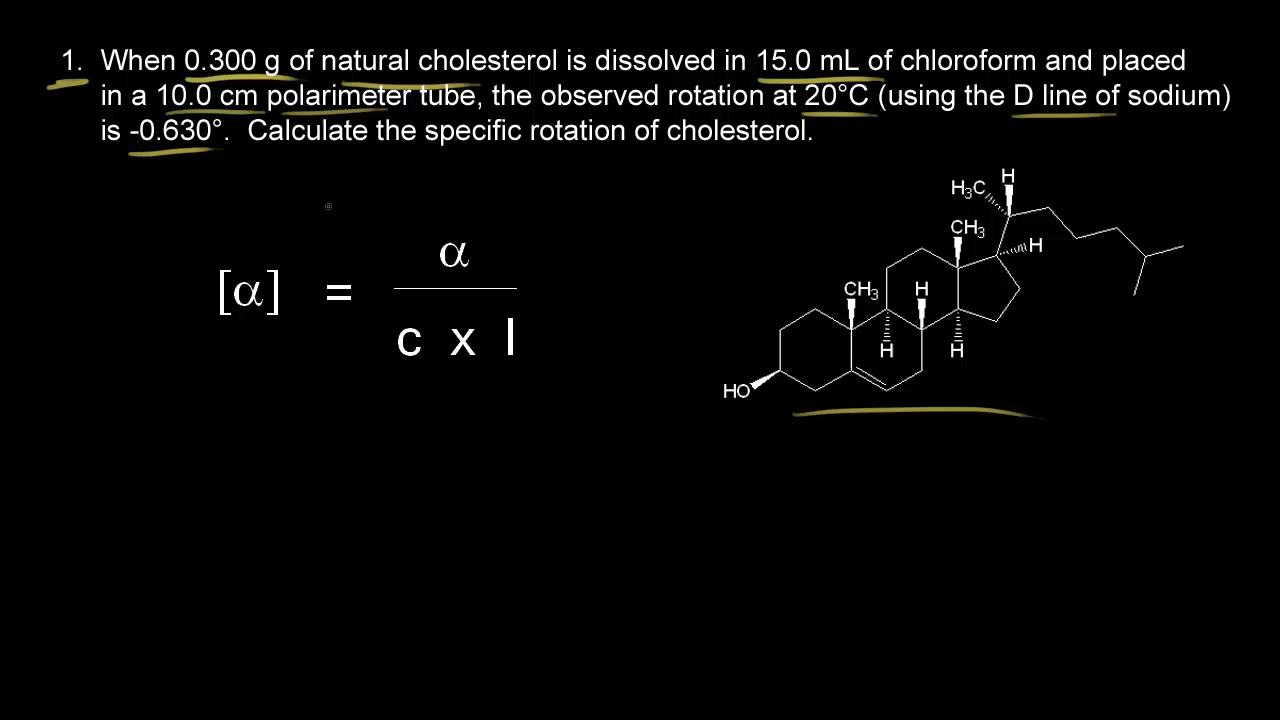 1. When 0.300 g of natural cholesterol is dissolved in 15.0 mL of chloroform and placed
in a 10.0 cm polarimeter tube, the observed rotation at 20°C (using the D line of sodium)
is -0.630°. Calculate the specific rotation of cholesterol.
H
H₃C
CH₃
H
α
[α] =
c x l
CH₃
H
H
H
HO